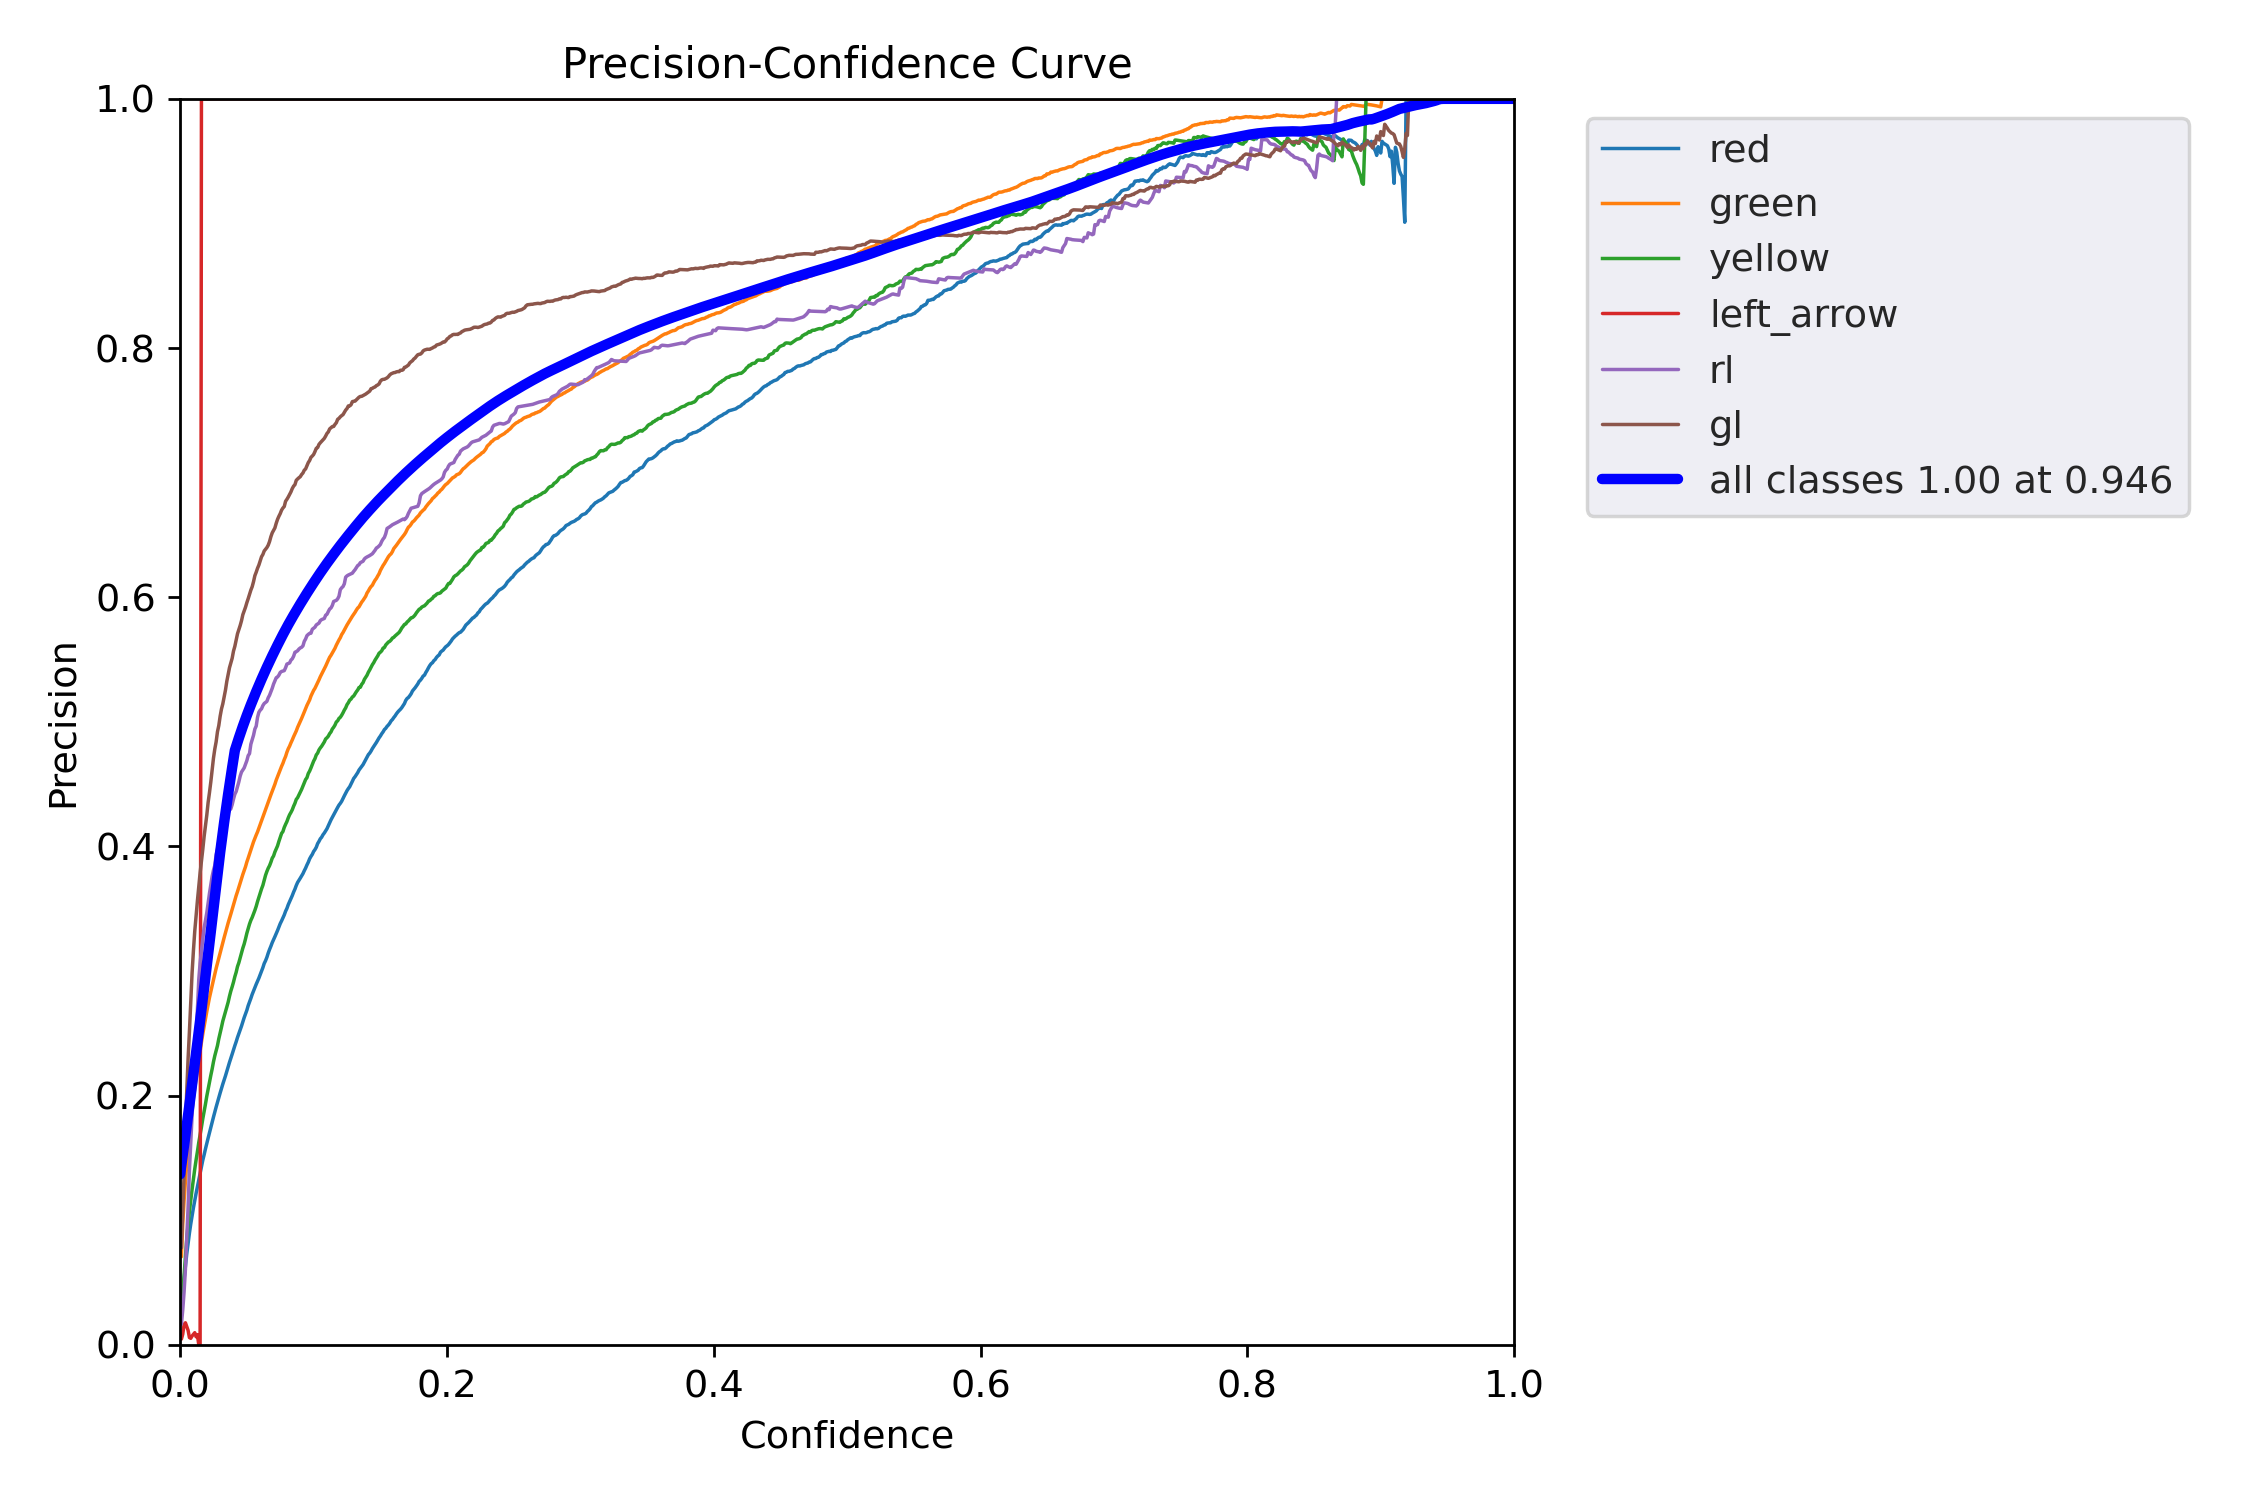 Precision-Confidence Curve
1.0
0.8
0.6
0.4
0.2
0.0
Precision
0.0 0.2 0.4 0.6 0.8 1.0
Confidence
red
green
yellow
left_arrow
rl
gl
all classes 1.00 at 0.946